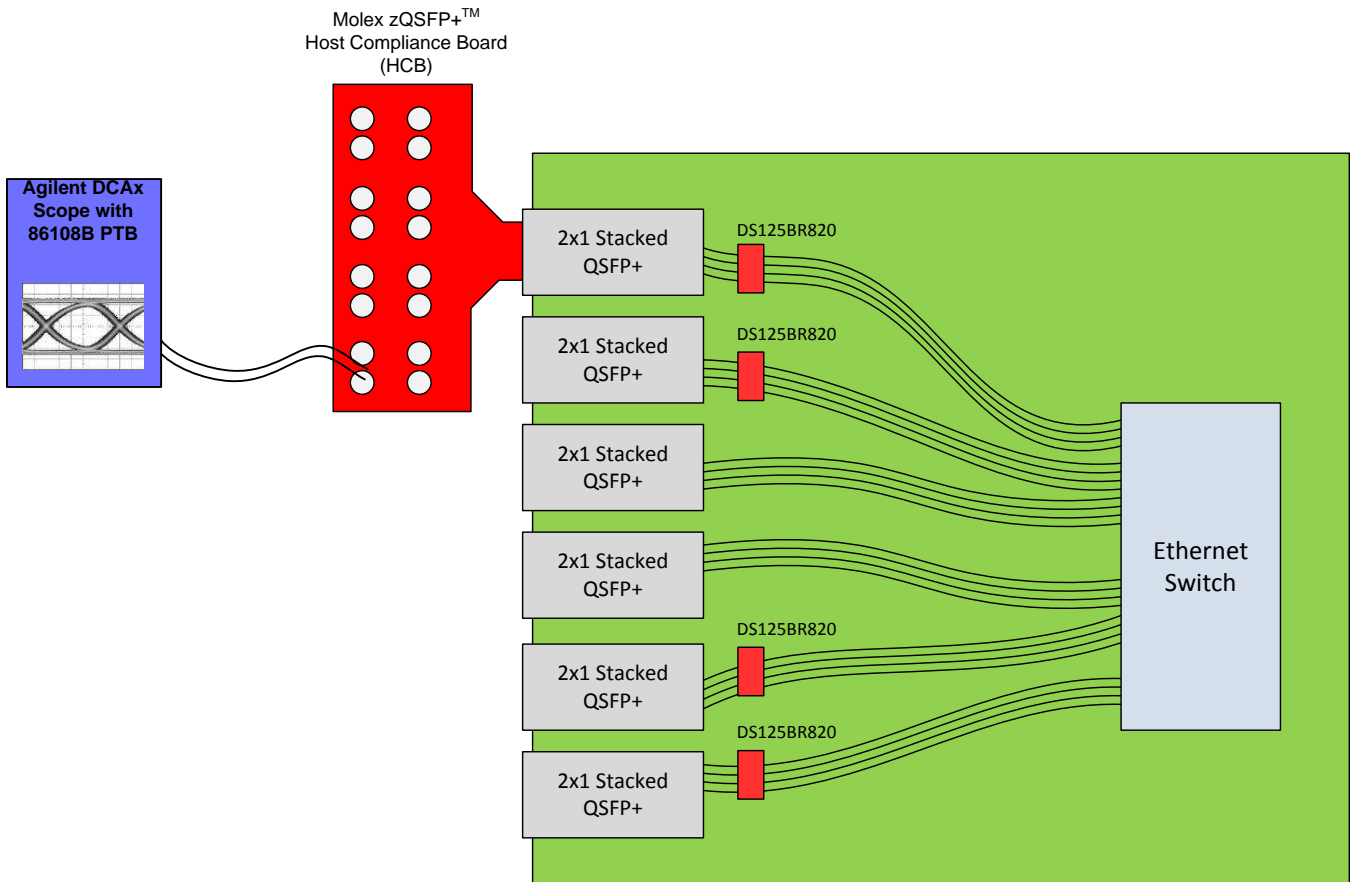 Molex zQSFP+TM
Host Compliance Board
(HCB)
Agilent DCAx
Scope with
86108B PTB
2x1 Stacked
QSFP+
DS125BR820
2x1 Stacked
QSFP+
DS125BR820
2x1 Stacked
QSFP+
2x1 Stacked
QSFP+
Ethernet
Switch
2x1 Stacked
QSFP+
DS125BR820
2x1 Stacked
QSFP+
DS125BR820